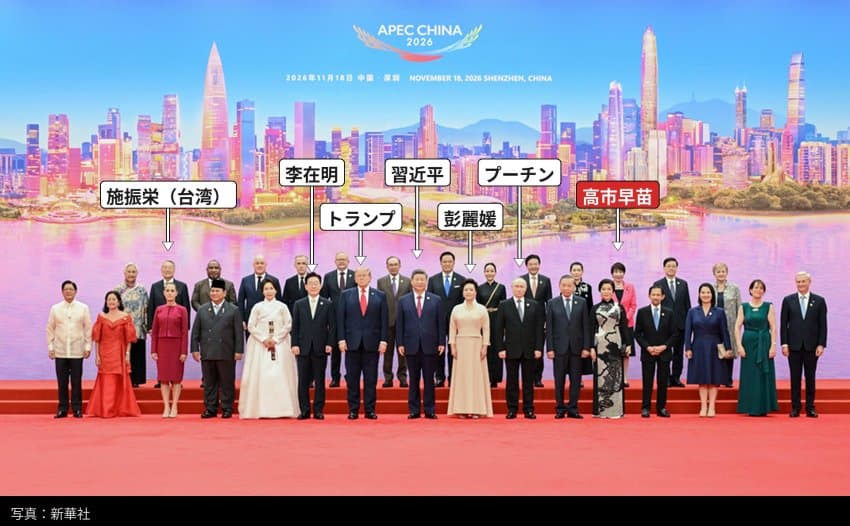 APEC CHINA
2026
2026年11月18日 中国·深圳 NOVEMBER 18, 2026 SHENZHEN, CHINA
李在明
習近平
プーチン
施振栄（台湾）
高市早苗
トランプ
彭麗媛
写真：新華社